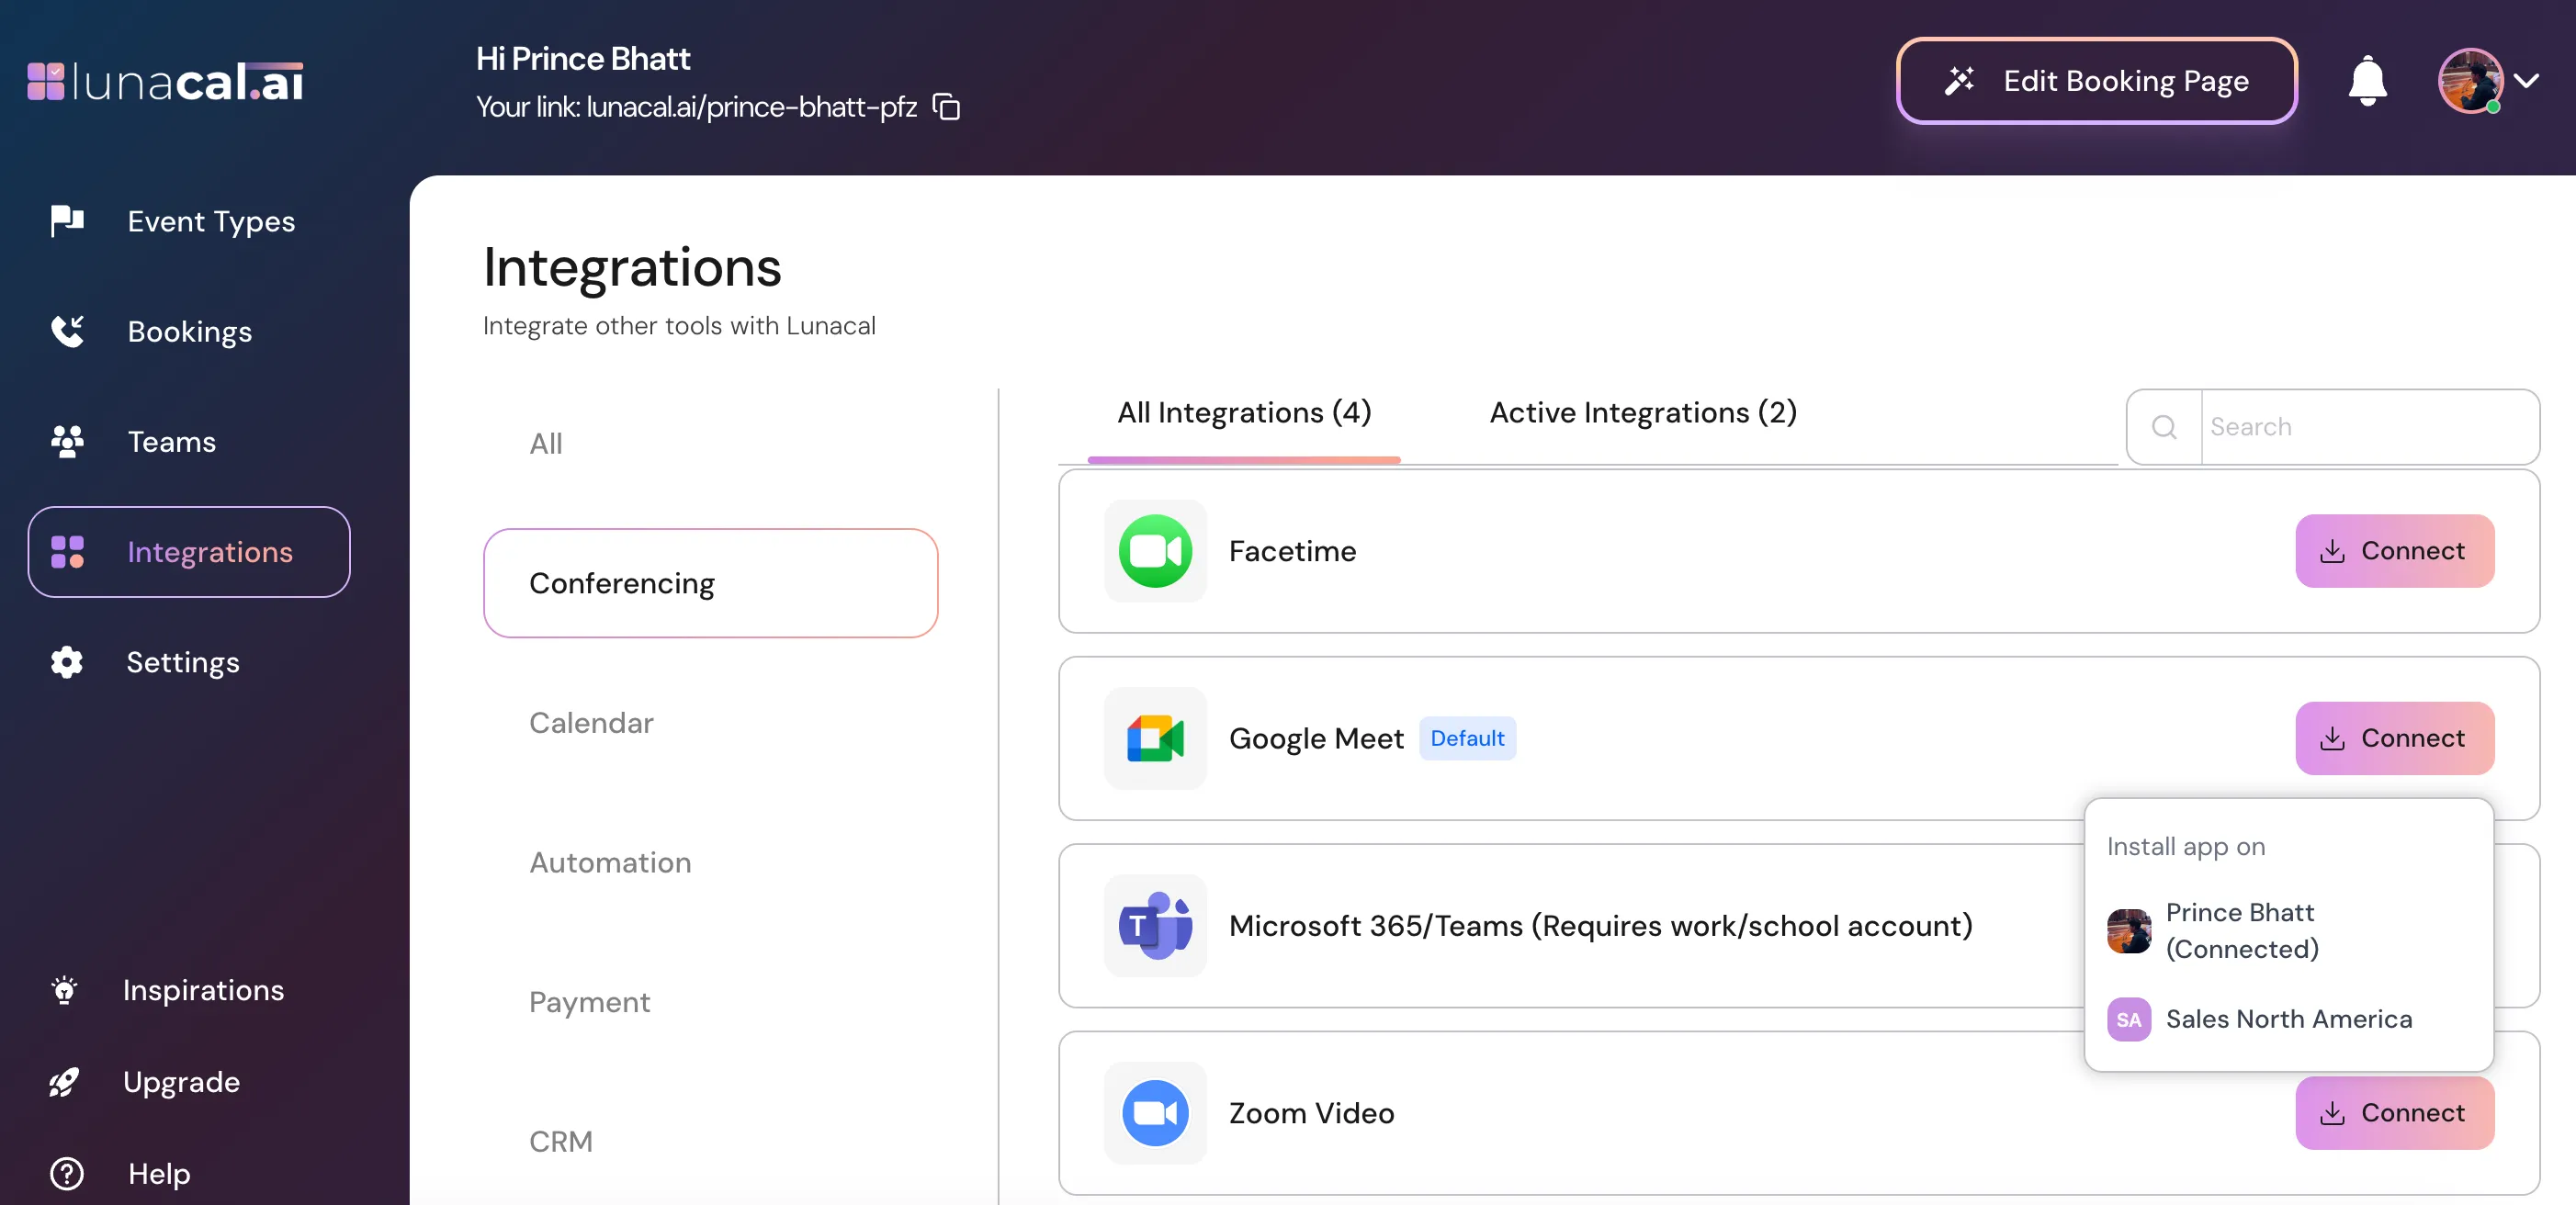 lunacal.ai
Hi Prince Bhatt
Your link: lunacal.ai/prince-bhatt-pfz
Edit Booking Page
Event Types
Bookings
Teams
Integrations
Settings
Inspirations
Upgrade
Help
Integrations
Integrate other tools with Lunacal
All
Conferencing
Calendar
Automation
Payment
CRM
All Integrations (4)
Active Integrations (2)
Search
Facetime
Connect
Google Meet
Default
Connect
T
Microsoft 365/Teams (Requires work/school account)
Install app on
Prince Bhatt
(Connected)
SA
Sales North America
Zoom Video
Connect